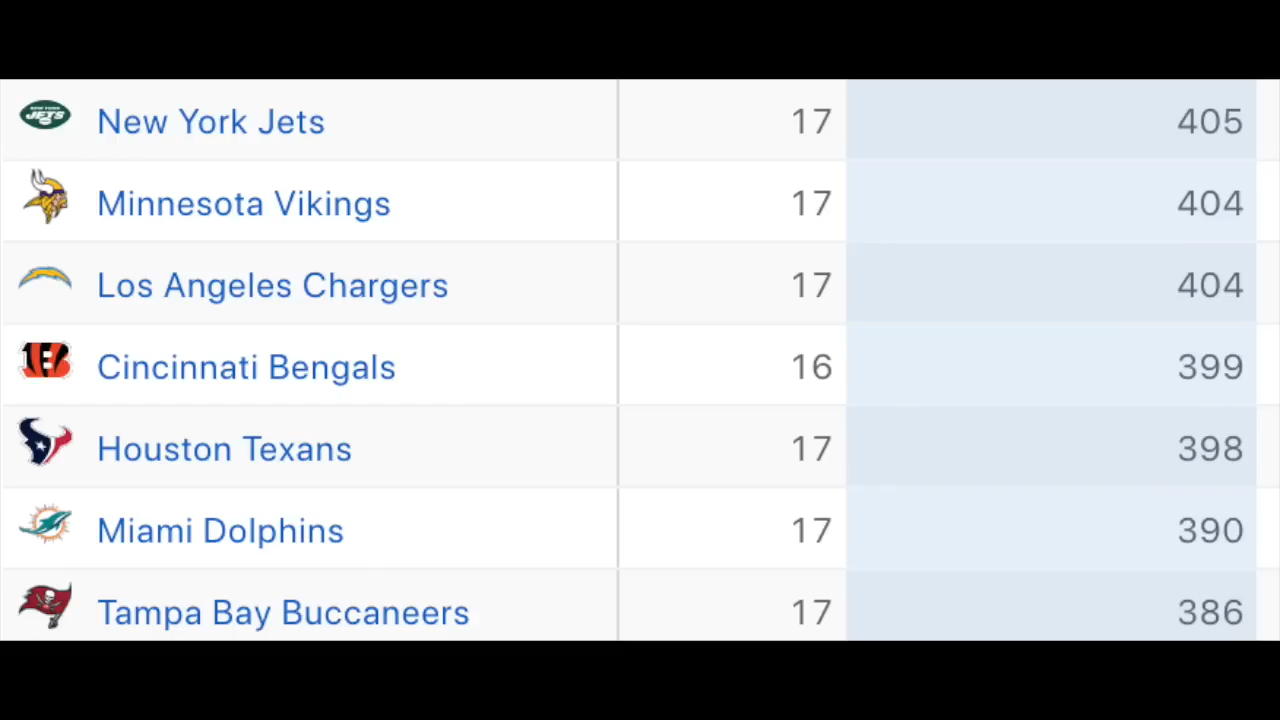 New York Jets 17 405
Minnesota Vikings 17 404
Los Angeles Chargers 17 404
Cincinnati Bengals 16 399
Houston Texans 17 398
Miami Dolphins 17 390
Tampa Bay Buccaneers 17 386